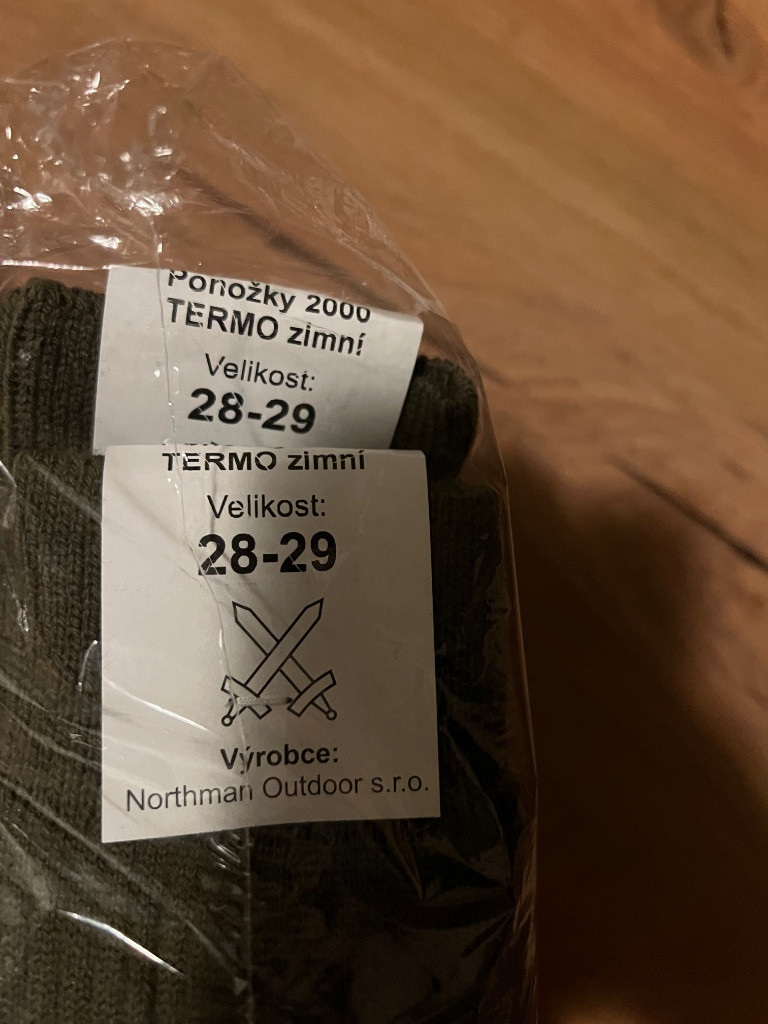 Ponožky 2000
TERMO zimní
Velikost:
28-29
TERMO zimní
Velikost:
28-29
Výrobce:
Northman Outdoor s.r.o.